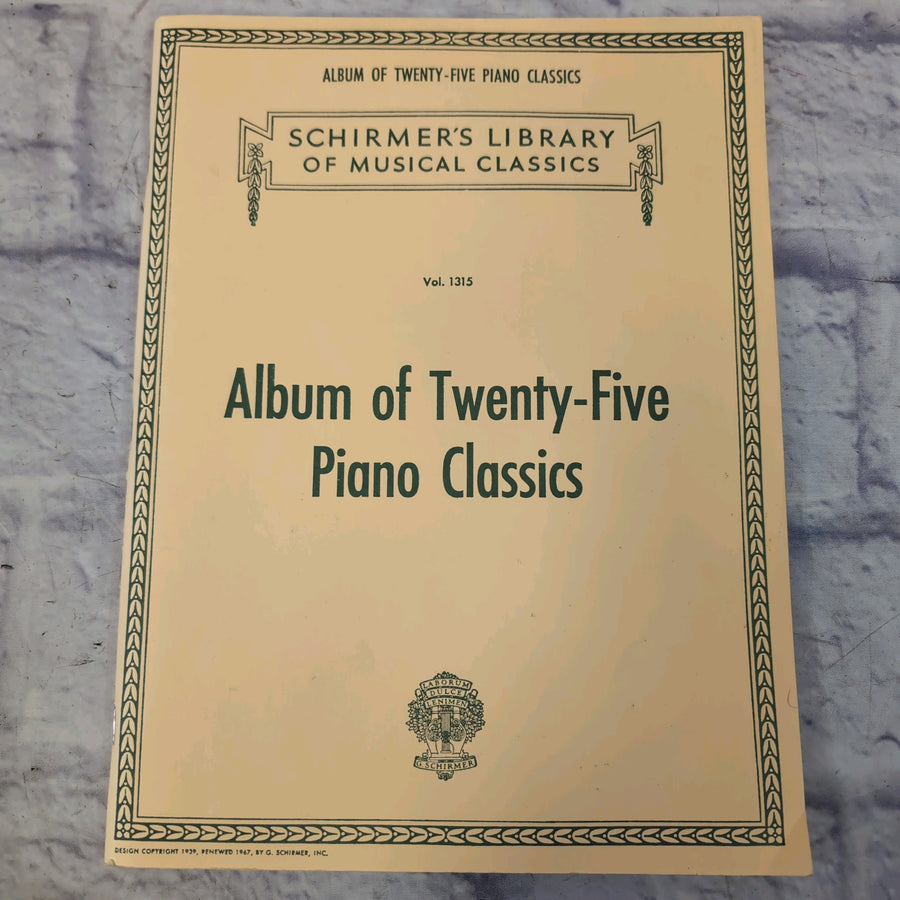 ALBUM OF TWENTY-FIVE PIANO CLASSICS
SCHIRMER'S LIBRARY
OF MUSICAL CLASSICS
Vol. 1315
Album of Twenty-Five
Piano Classics
LABORUM
DULCE
LENIMEN
G. SCHIRMER
DESIGN COPYRIGHT 1939, RENEWED 1967, BY G. SCHIRMER, INC.